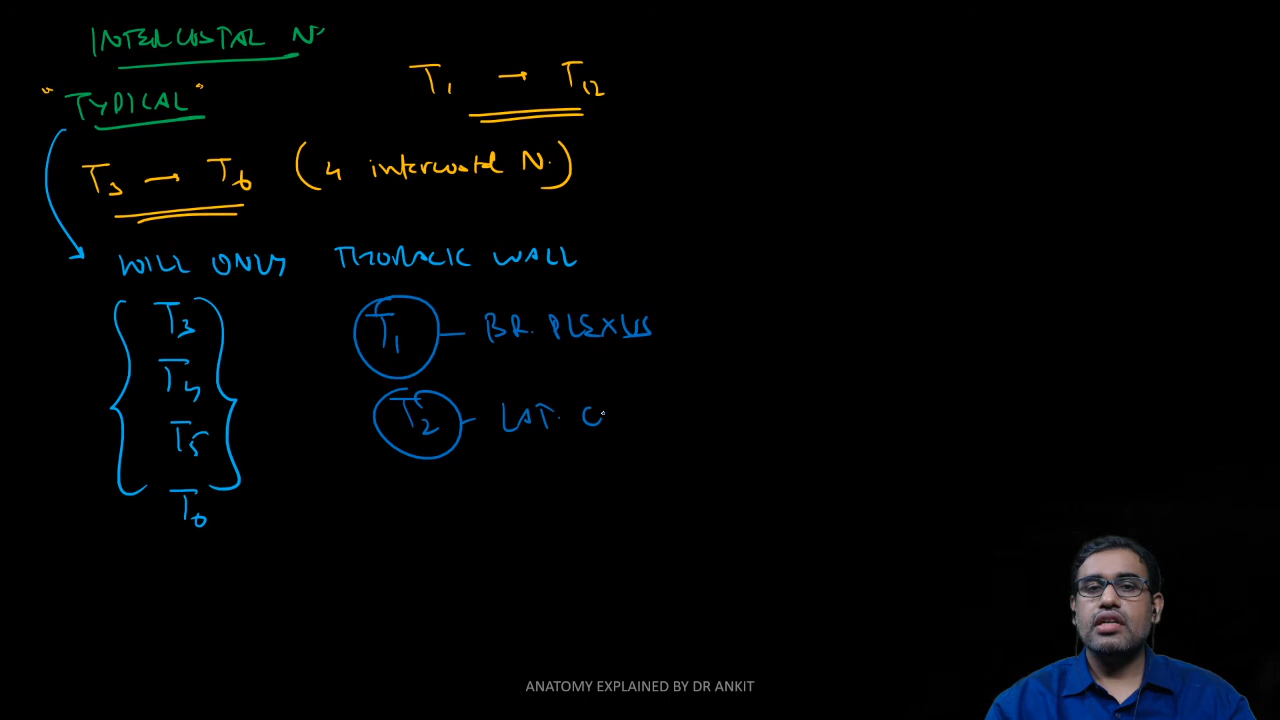 INTERCOSTAL N.
"TYPICAL"
T1 → T12
T3 → T6 (4 intercostal N.)
WILL ONLY THORACIC WALL
T3
T4
T5
T6
T1 - BR. PLEXUS
T2 - LAT. C
ANATOMY EXPLAINED BY DR ANKIT